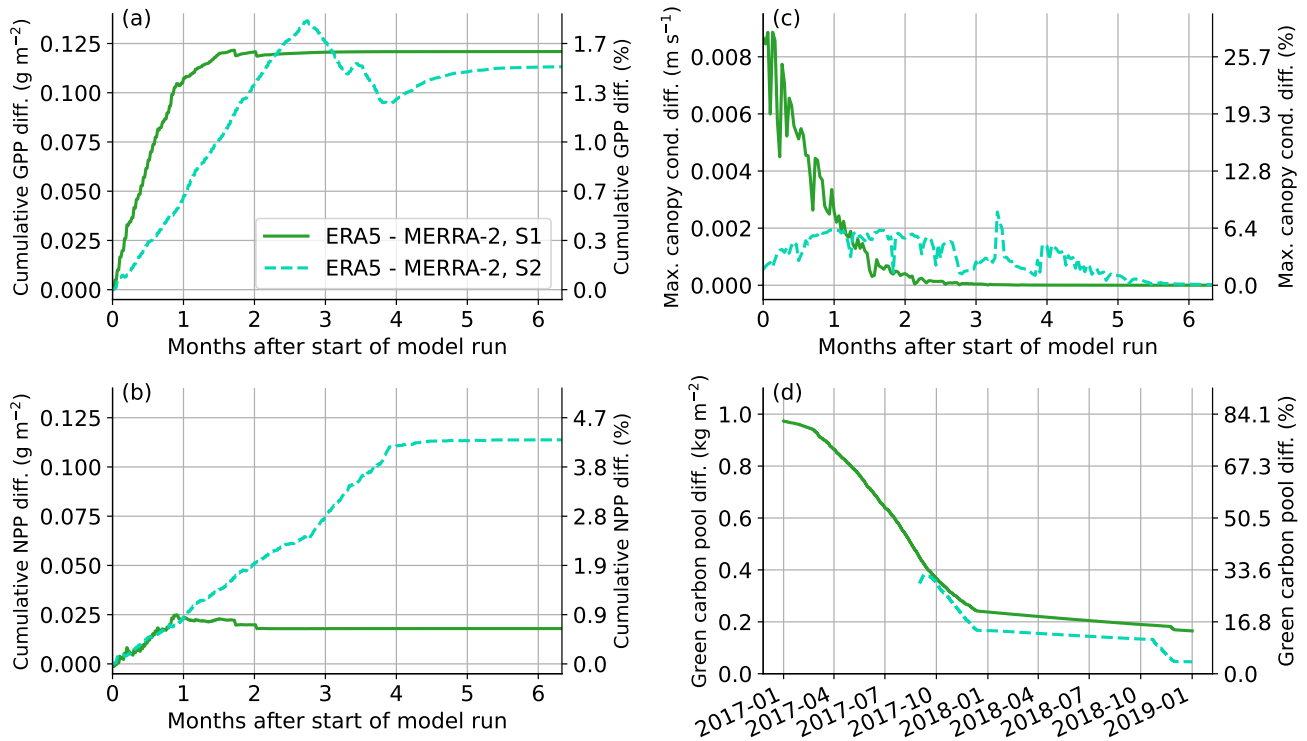 (a)
Cumulative GPP diff. (g m⁻²)
0.125
0.100
0.075
0.050
0.025
0.000
1.7
1.3
1.0
0.7
0.3
0.0
Cumulative GPP diff. (%)
ERA5 - MERRA-2, S1
ERA5 - MERRA-2, S2
0 1 2 3 4 5 6
Months after start of model run
(c)
Max. canopy cond. diff. (m s⁻¹)
0.008
0.006
0.004
0.002
0.000
25.7
19.3
12.8
6.4
0.0
Max. canopy cond. diff. (%)
0 1 2 3 4 5 6
Months after start of model run
(b)
Cumulative NPP diff. (g m⁻²)
0.125
0.100
0.075
0.050
0.025
0.000
4.7
3.8
2.8
1.9
0.9
0.0
Cumulative NPP diff. (%)
0 1 2 3 4 5 6
Months after start of model run
(d)
Green carbon pool diff. (kg m⁻²)
1.0
0.8
0.6
0.4
0.2
0.0
84.1
67.3
50.5
33.6
16.8
0.0
Green carbon pool diff. (%)
2017-01
2017-04
2017-07
2017-10
2018-01
2018-04
2018-07
2018-10
2019-01